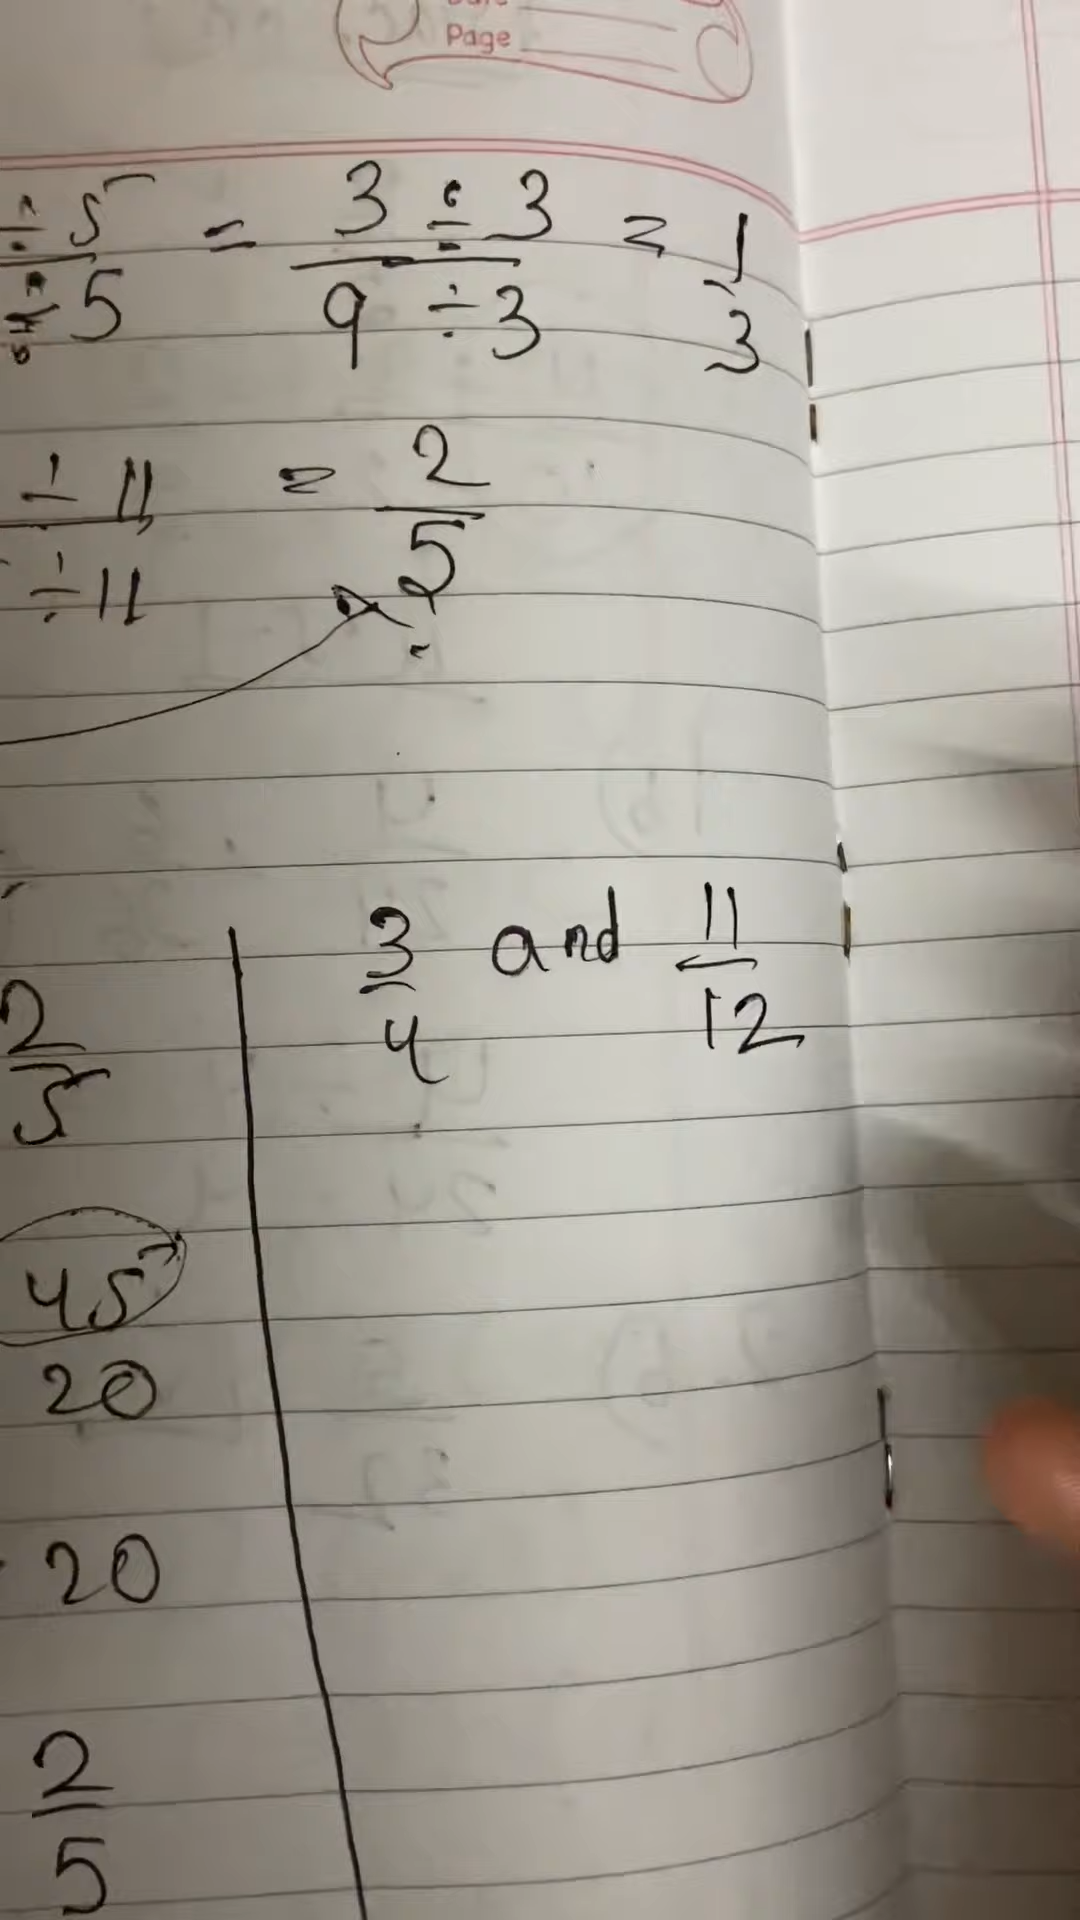 Page
÷ 5 = 3 ÷ 3 = 1
÷ 5 9 ÷ 3 3
÷ 11 = 2
÷ 11 5
3 and 11
4 12
2
5
45
20
20
2
5